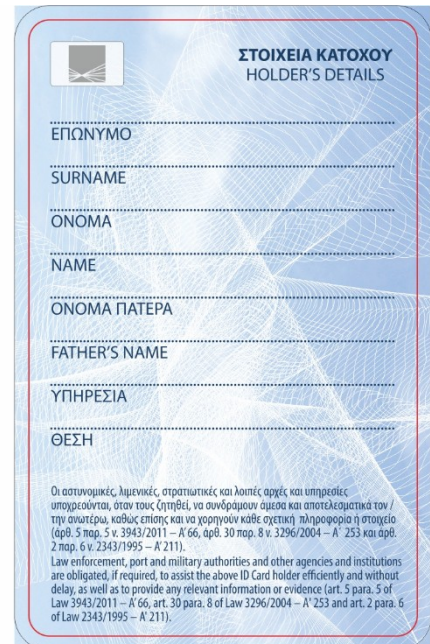 ΣΤΟΙΧΕΙΑ ΚΑΤΟΧΟΥ
HOLDER'S DETAILS
ΕΠΩΝΥΜΟ
SURNAME
ΟΝΟΜΑ
NAME
ΟΝΟΜΑ ΠΑΤΕΡΑ
FATHER'S NAME
ΥΠΗΡΕΣΙΑ
ΘΕΣΗ
Οι αστυνομικές, λιμενικές, στρατιωτικές και λοιπές αρχές και υπηρεσίες
υποχρεούνται, όταν τους ζητηθεί, να συνδράμουν άμεσα και αποτελεσματικά τον /
την ανωτέρω, καθώς επίσης και να χορηγούν κάθε σχετική πληροφορία ή στοιχείο
(άρθ. 5 παρ. 5 ν. 3943/2011 – Α' 66, άρθ. 30 παρ. 8 ν. 3296/2004 – Α' 253 και άρθ.
2 παρ. 6 ν. 2343/1995 – Α' 211).
Law enforcement, port and military authorities and other agencies and institutions
are obligated, if required, to assist the above ID Card holder efficiently and without
delay, as well as to provide any relevant information or evidence (art. 5 para. 5 of
Law 3943/2011 – A' 66, art. 30 para. 8 of Law 3296/2004 – A' 253 and art. 2 para. 6
of Law 2343/1995 – A' 211).